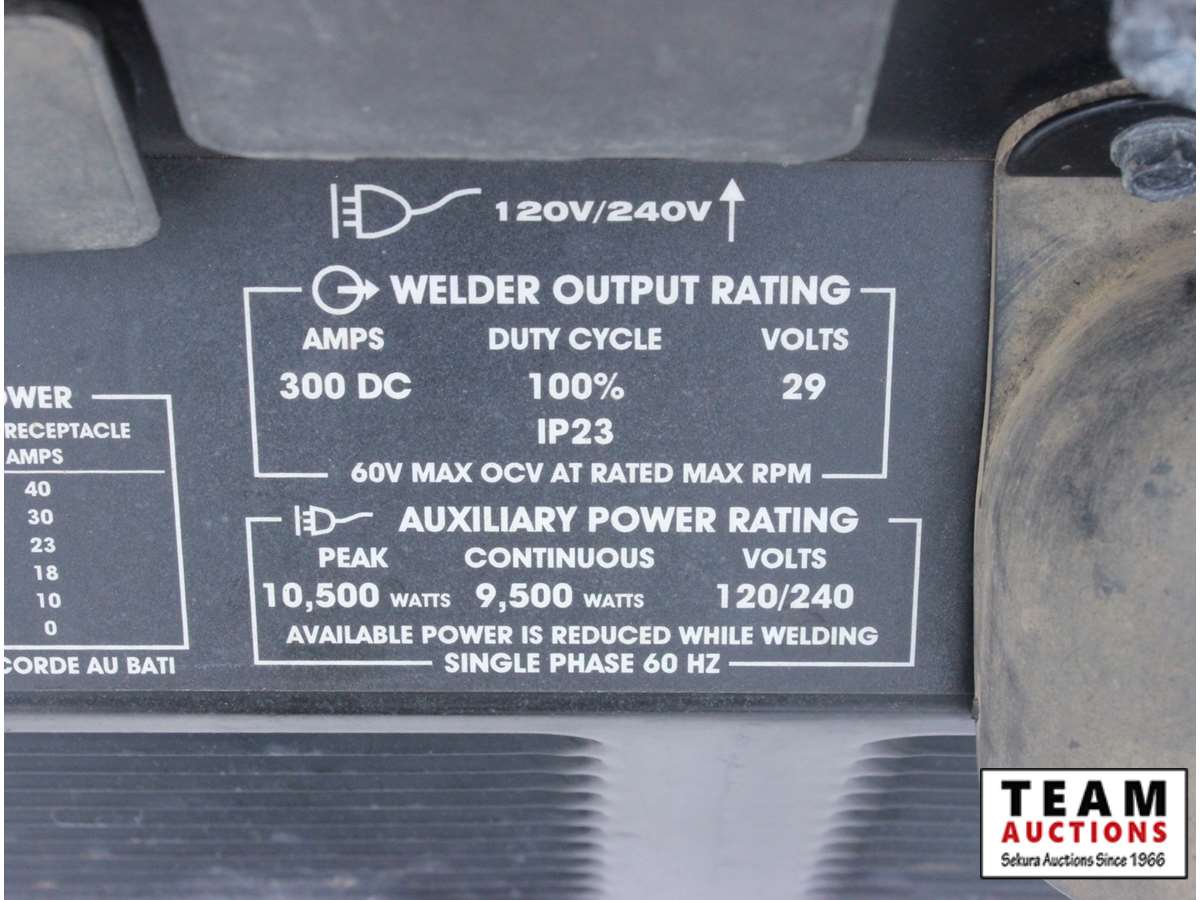 120V/240V
WELDER OUTPUT RATING
AMPS DUTY CYCLE VOLTS
300 DC 100% 29
IP23
60V MAX OCV AT RATED MAX RPM
RECEPTACLE
AMPS
40
30
23
18
10
0
CORDE AU BATI
AUXILIARY POWER RATING
PEAK CONTINUOUS VOLTS
10,500 WATTS 9,500 WATTS 120/240
AVAILABLE POWER IS REDUCED WHILE WELDING
SINGLE PHASE 60 HZ
TEAM
AUCTIONS
Sekura Auctions Since 1966